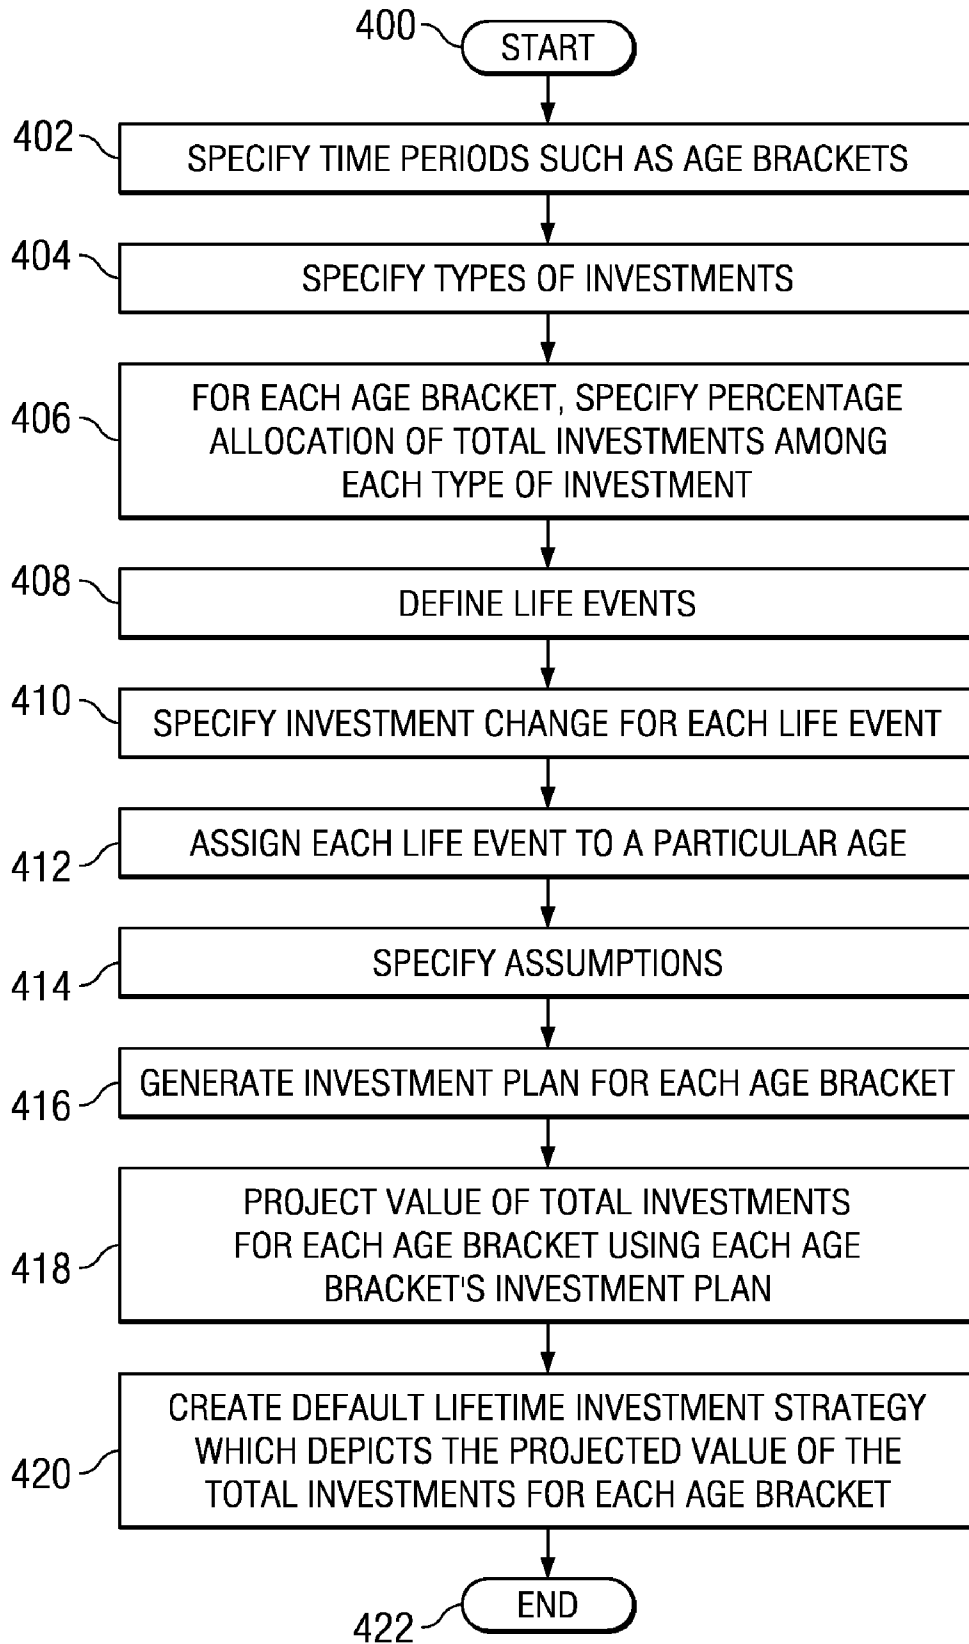 400
START
402
SPECIFY TIME PERIODS SUCH AS AGE BRACKETS
404
SPECIFY TYPES OF INVESTMENTS
406
FOR EACH AGE BRACKET, SPECIFY PERCENTAGE
ALLOCATION OF TOTAL INVESTMENTS AMONG
EACH TYPE OF INVESTMENT
408
DEFINE LIFE EVENTS
410
SPECIFY INVESTMENT CHANGE FOR EACH LIFE EVENT
412
ASSIGN EACH LIFE EVENT TO A PARTICULAR AGE
414
SPECIFY ASSUMPTIONS
416
GENERATE INVESTMENT PLAN FOR EACH AGE BRACKET
418
PROJECT VALUE OF TOTAL INVESTMENTS
FOR EACH AGE BRACKET USING EACH AGE
BRACKET'S INVESTMENT PLAN
420
CREATE DEFAULT LIFETIME INVESTMENT STRATEGY
WHICH DEPICTS THE PROJECTED VALUE OF THE
TOTAL INVESTMENTS FOR EACH AGE BRACKET
422
END